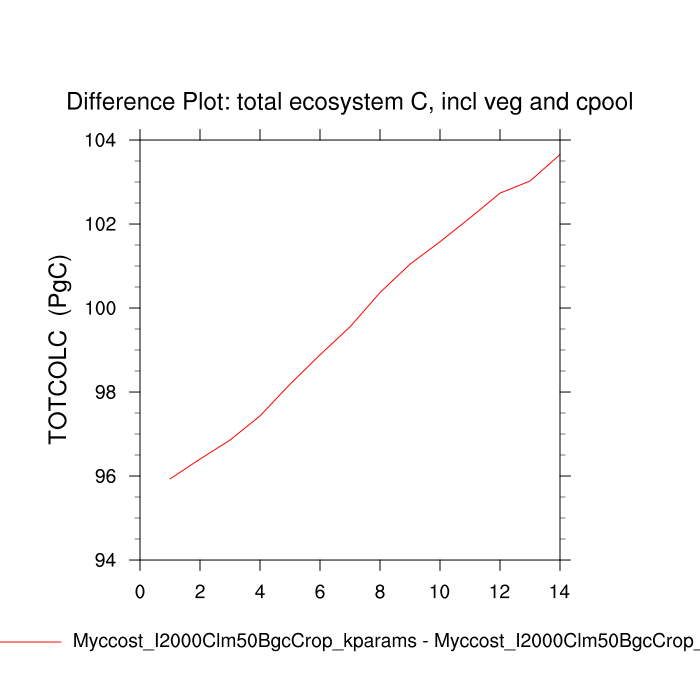 Difference Plot: total ecosystem C, incl veg and cpool
104
102
100
98
96
94
TOTCOLC (PgC)
0 2 4 6 8 10 12 14
Myccost_I2000Clm50BgcCrop_kparams - Myccost_I2000Clm50BgcCrop_